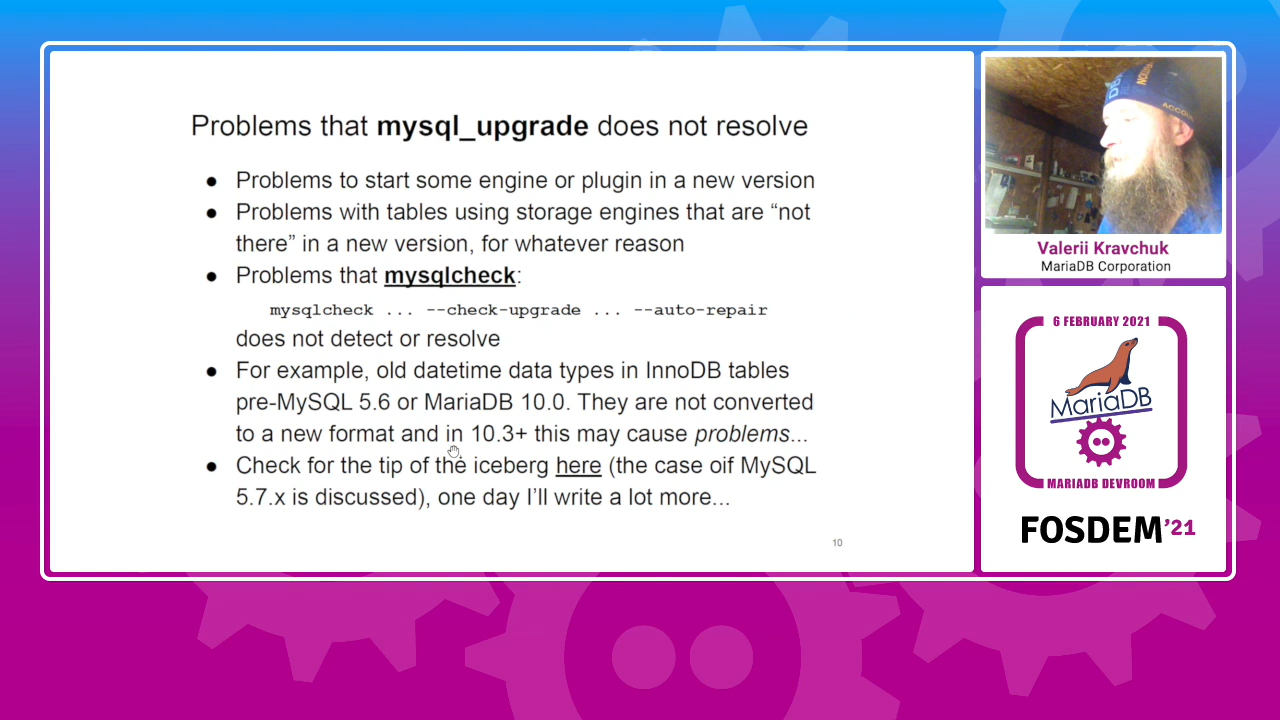 Problems that mysql_upgrade does not resolve
● Problems to start some engine or plugin in a new version
● Problems with tables using storage engines that are “not
there” in a new version, for whatever reason
● Problems that mysqlcheck:
mysqlcheck ... --check-upgrade ... --auto-repair
does not detect or resolve
● For example, old datetime data types in InnoDB tables
pre-MySQL 5.6 or MariaDB 10.0. They are not converted
to a new format and in 10.3+ this may cause problems...
● Check for the tip of the iceberg here (the case oif MySQL
5.7.x is discussed), one day I’ll write a lot more...
10
Valerii Kravchuk
MariaDB Corporation
6 FEBRUARY 2021
MariaDB
MARIADB DEVROOM
FOSDEM’21